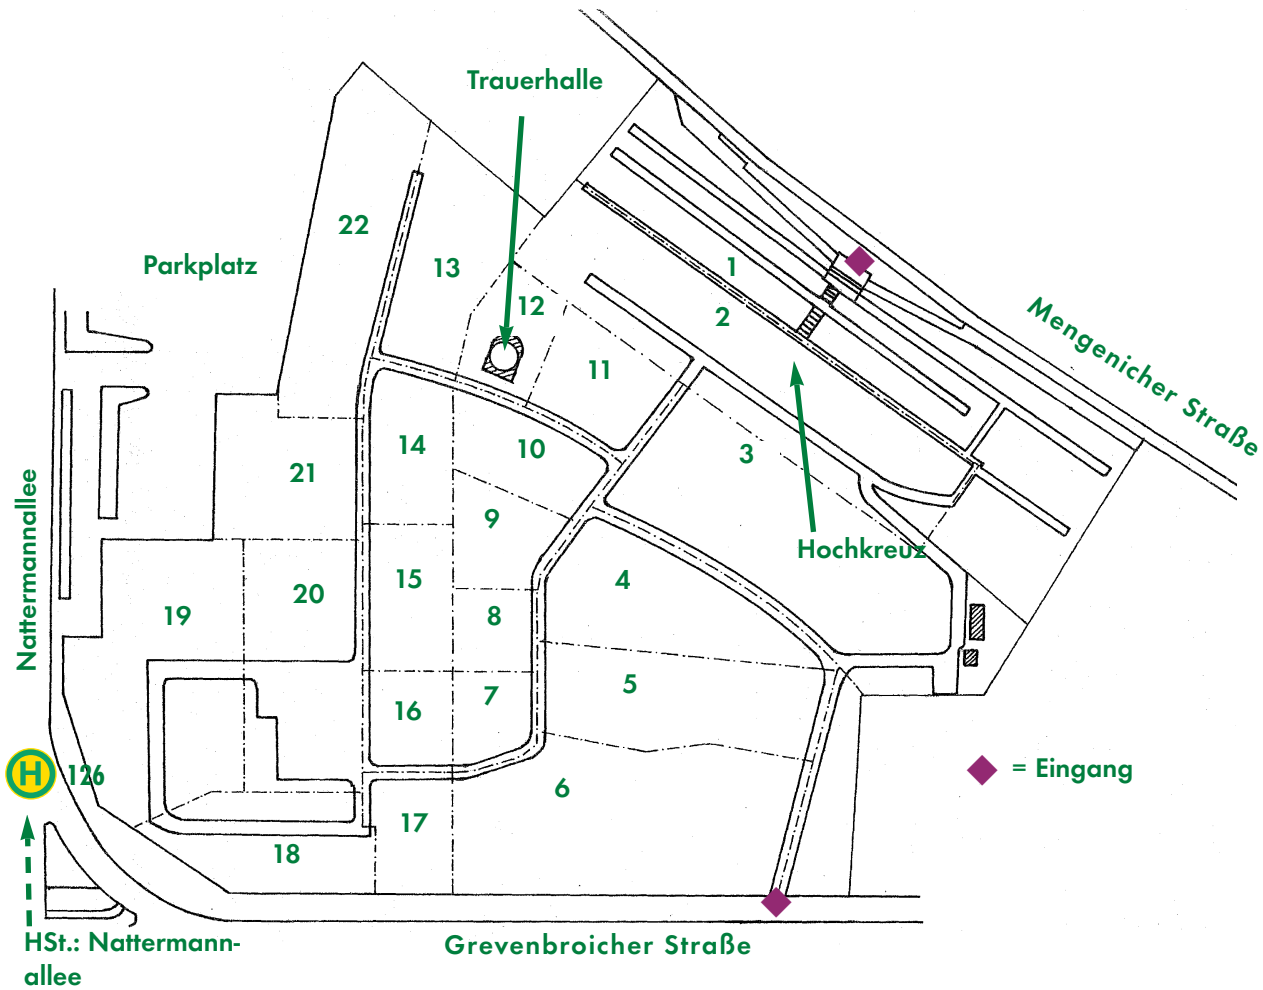 Trauerhalle
22
Parkplatz
13
12
1
2
11
Mengenicher Straße
14
10
3
21
9
Hochkreuz
Nattermannallee
15
4
20
19
8
5
7
16
H 126
= Eingang
6
17
18
HSt.: Nattermann-
allee
Grevenbroicher Straße